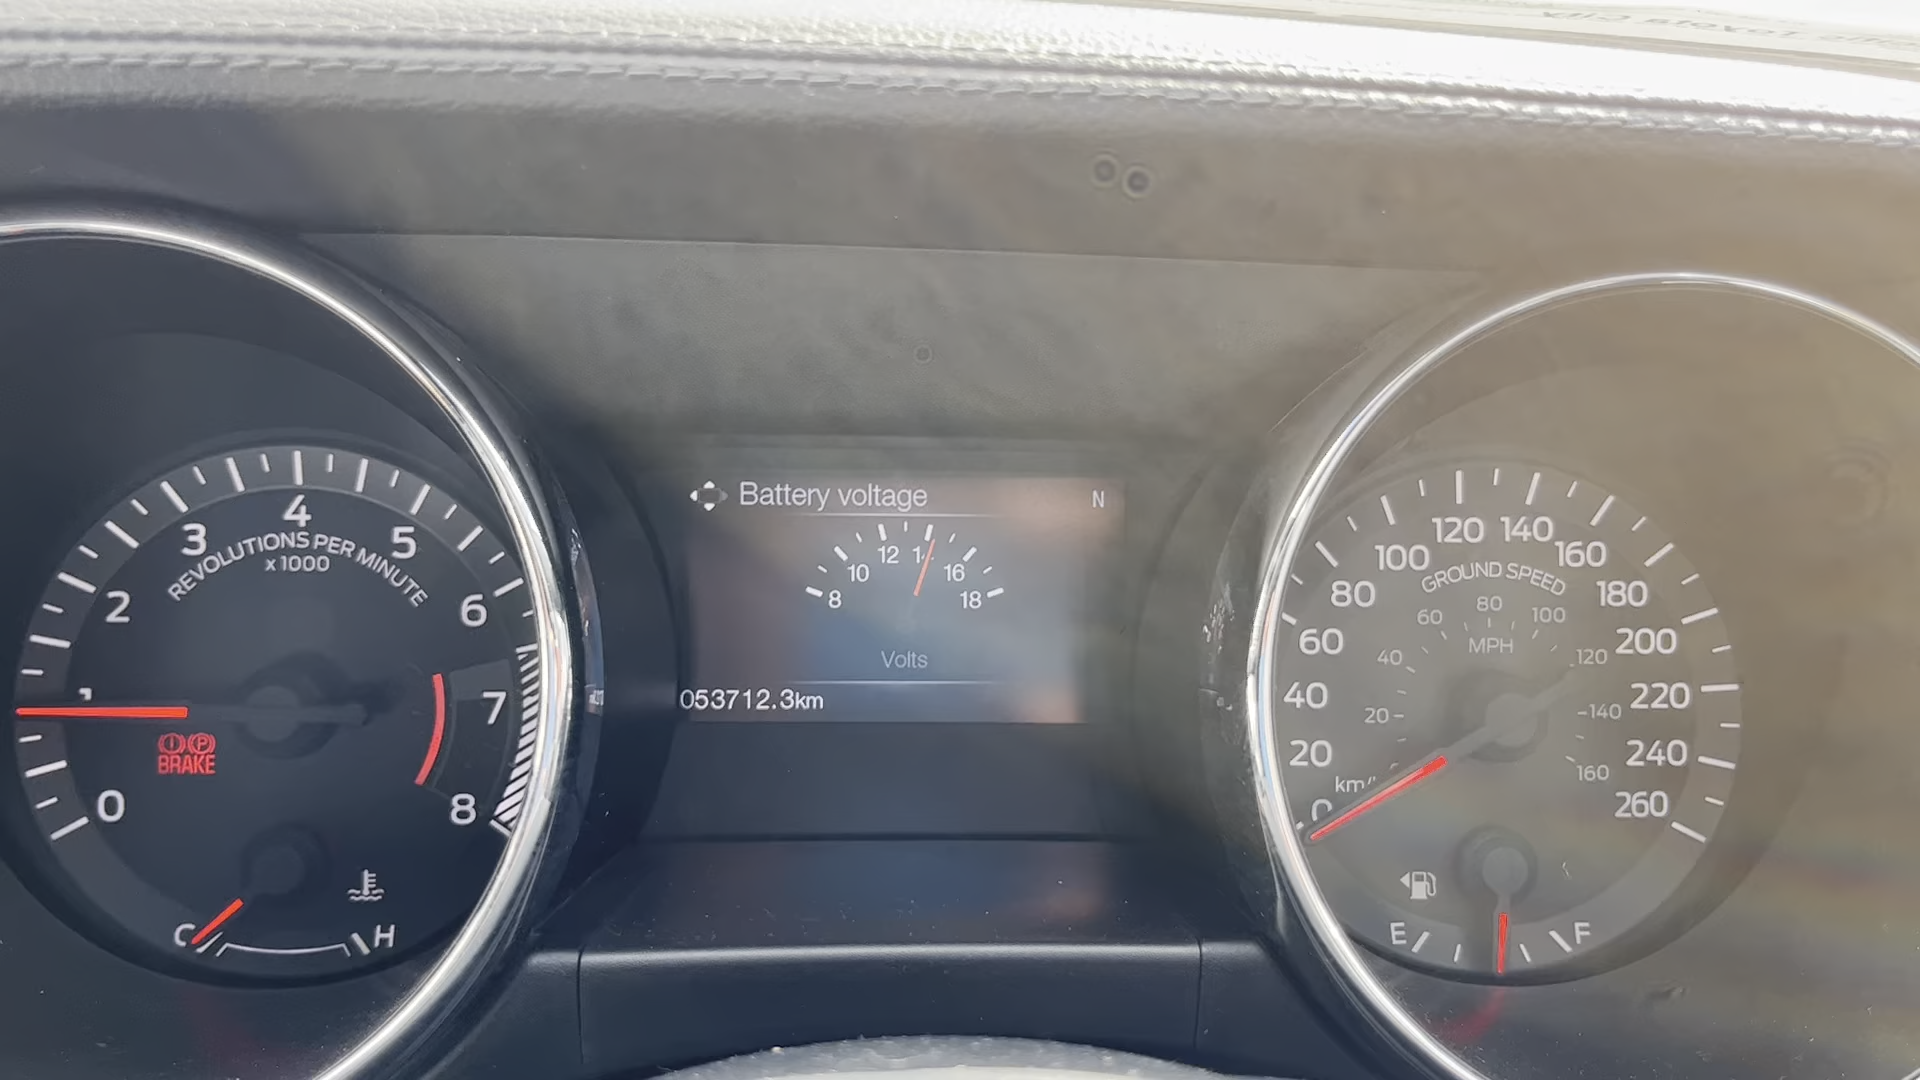 Battery voltage
N
8 10 12 16 18
Volts
053712.3km
0 1 2 3 4 5 6 7 8
REVOLUTIONS PER MINUTE
x1000
BRAKE
C H
0 20 40 60 80 100 120 140 160 180 200 220 240 260
GROUND SPEED
20 40 60 80 100 120 140 160
MPH
E F